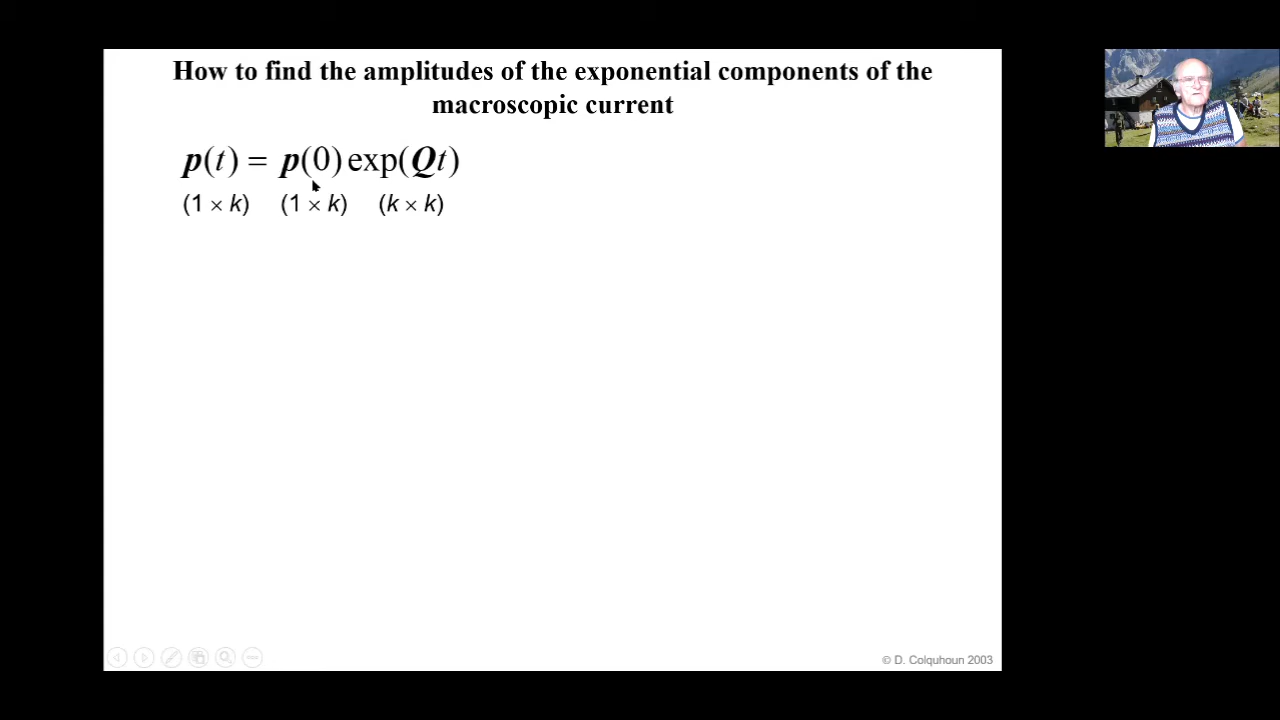 How to find the amplitudes of the exponential components of the
macroscopic current
p(t) = p(0) exp(Qt)
(1 × k) (1 × k) (k × k)
© D. Colquhoun 2003